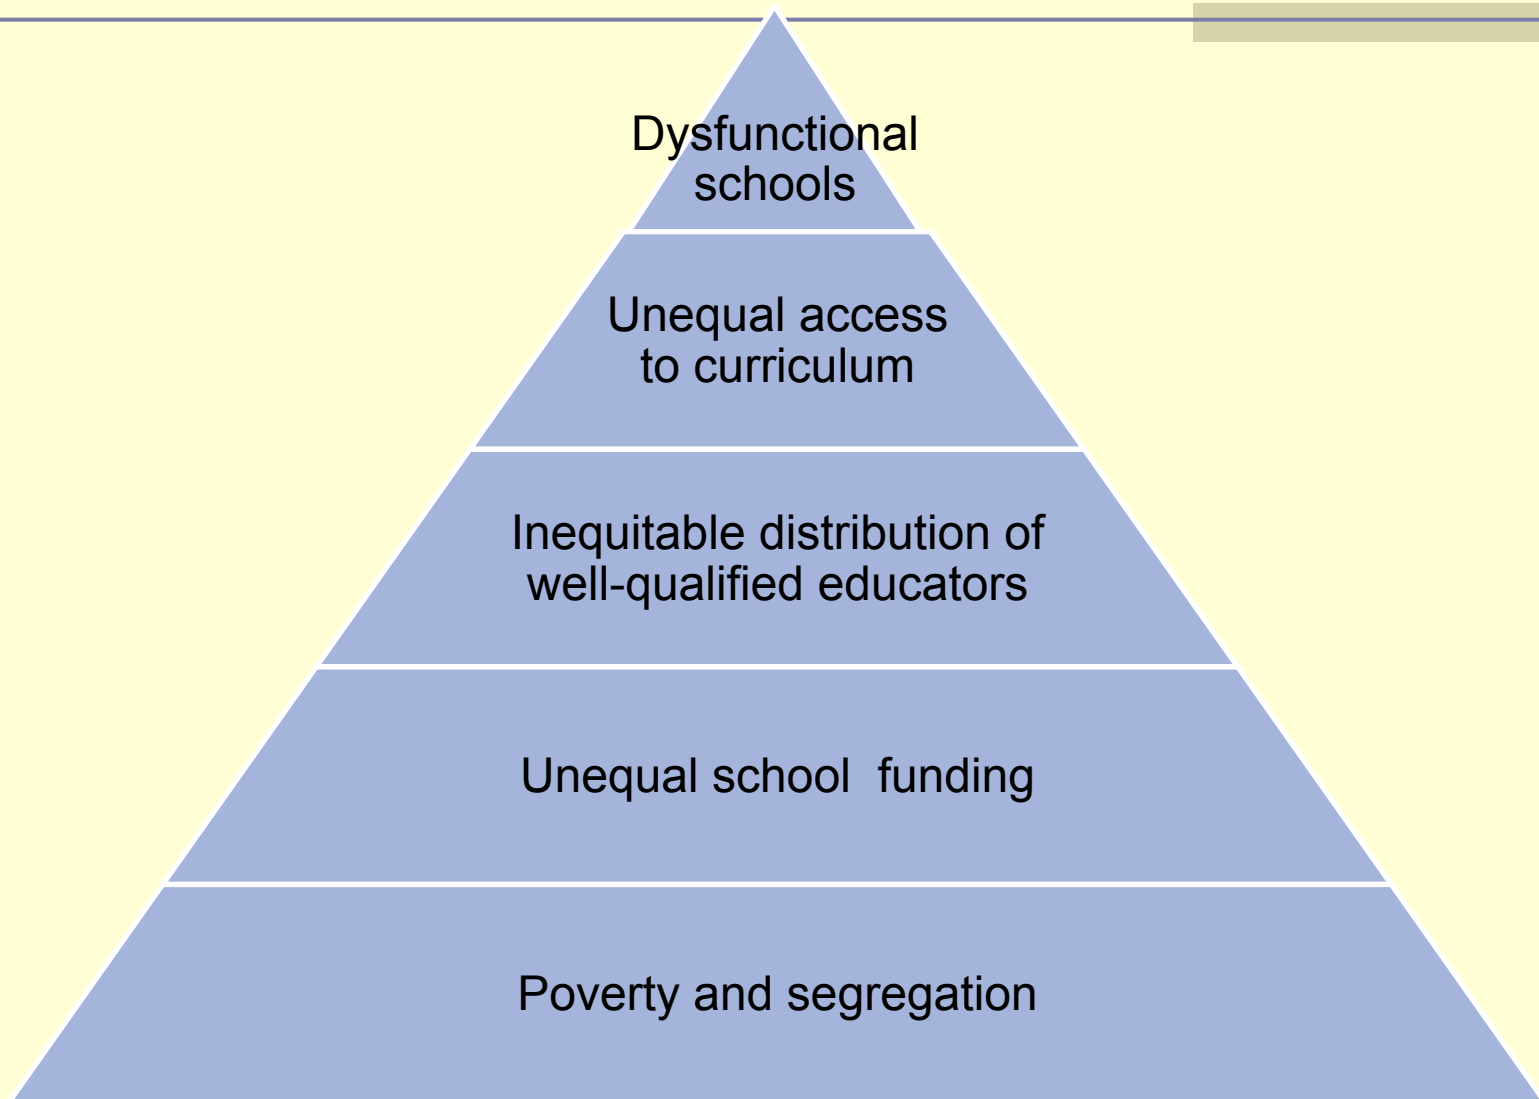 Dysfunctional
schools
Unequal access
to curriculum
Inequitable distribution of
well-qualified educators
Unequal school  funding
Poverty and segregation